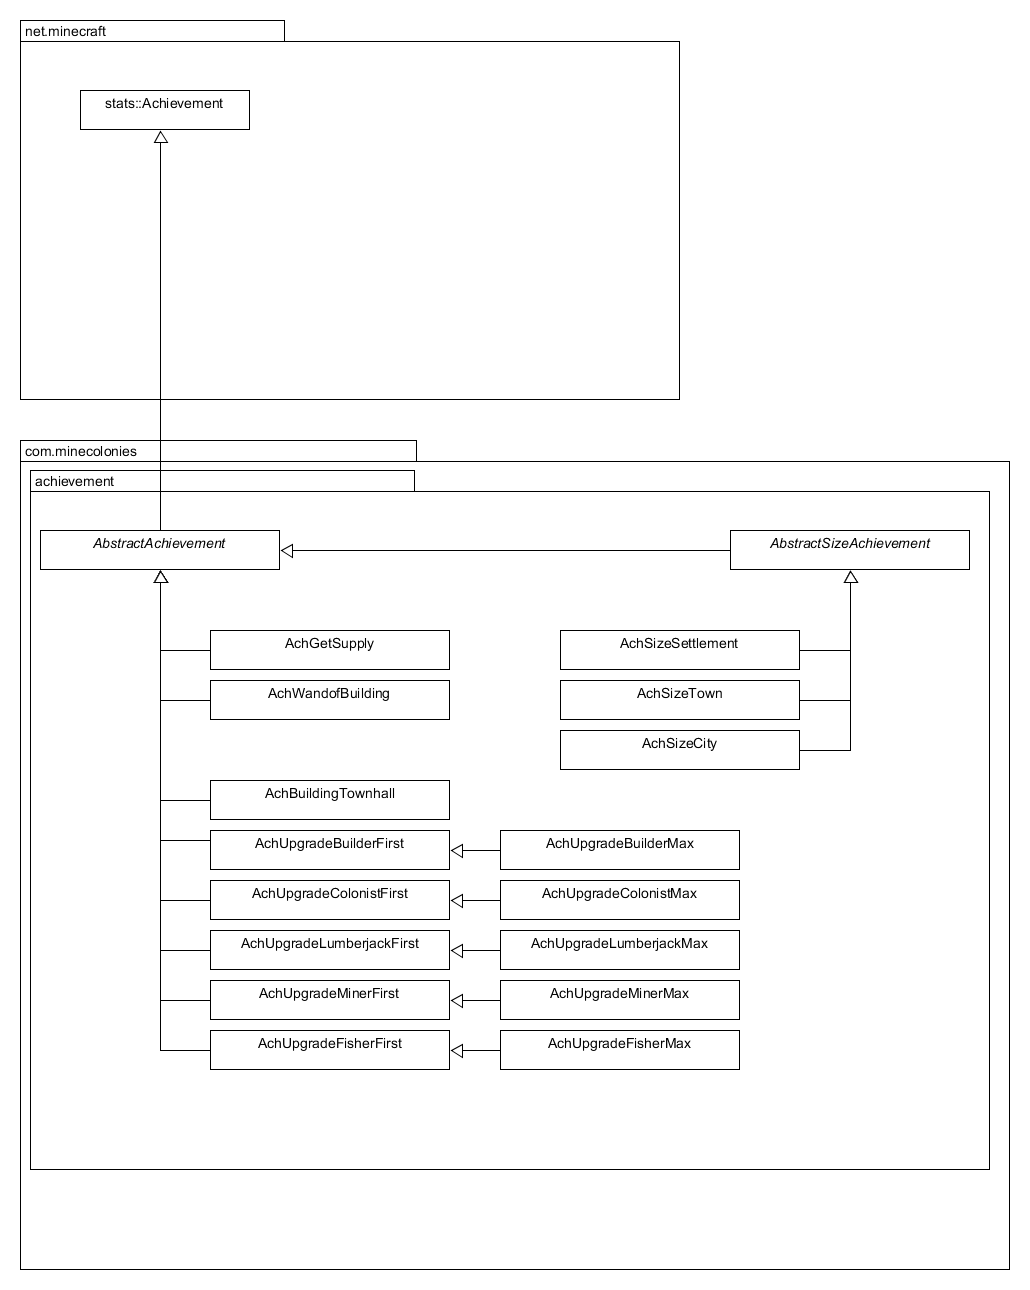 net.minecraft
stats::Achievement
com.minecolonies
achievement
AbstractAchievement
AbstractSizeAchievement
AchGetSupply
AchSizeSettlement
AchWandofBuilding
AchSizeTown
AchSizeCity
AchBuildingTownhall
AchUpgradeBuilderFirst
AchUpgradeBuilderMax
AchUpgradeColonistFirst
AchUpgradeColonistMax
AchUpgradeLumberjackFirst
AchUpgradeLumberjackMax
AchUpgradeMinerFirst
AchUpgradeMinerMax
AchUpgradeFisherFirst
AchUpgradeFisherMax